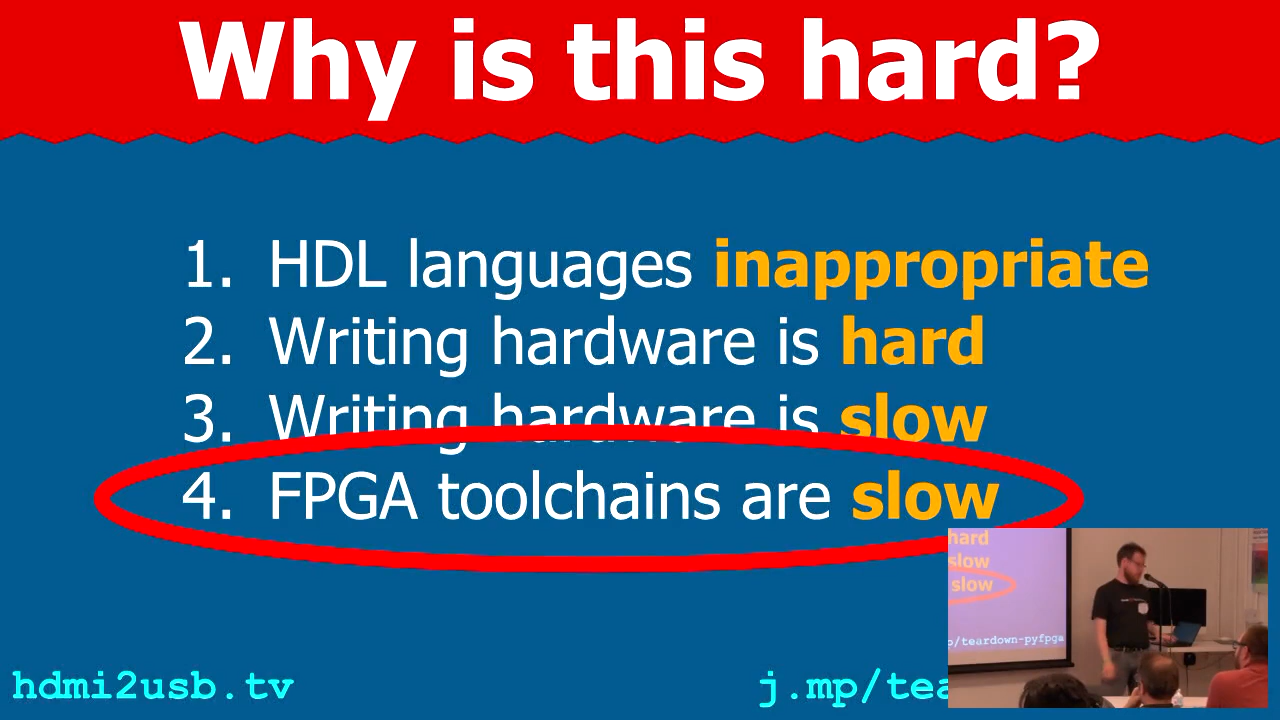 Why is this hard?
1. HDL languages inappropriate
2. Writing hardware is hard
3. Writing hardware is slow
4. FPGA toolchains are slow
hard
slow
slow
/teardown-pyfpga
hdmi2usb.tv
j.mp/tea